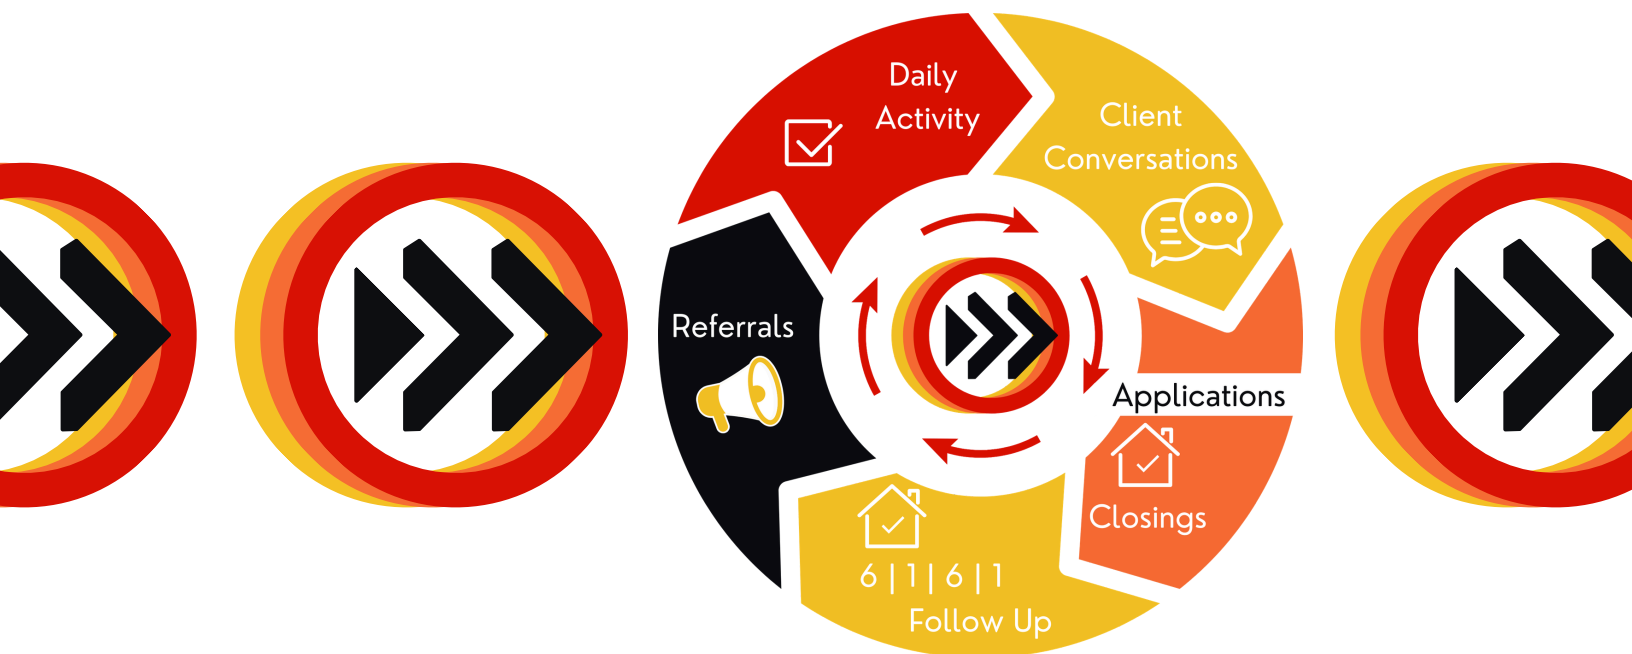 Daily
Activity
Client
Conversations
Applications
Closings
6 | 1 | 6 | 1
Follow Up
Referrals